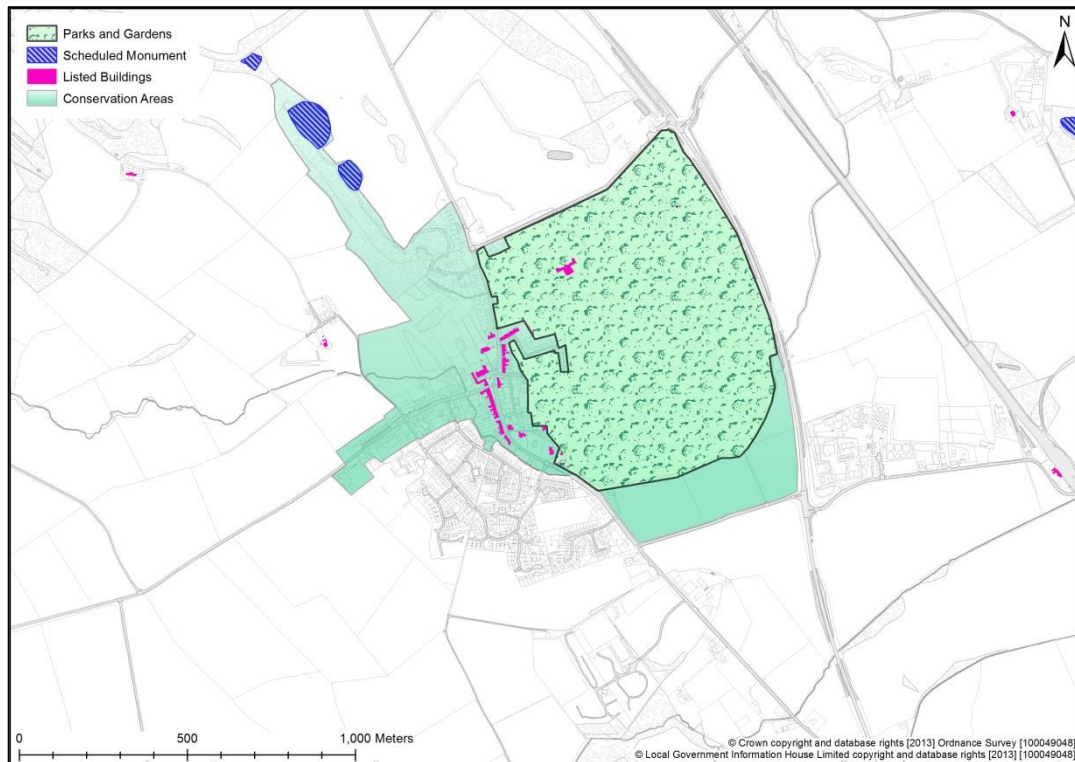 Parks and Gardens
Scheduled Monument
Listed Buildings
Conservation Areas
N
0 500 1,000 Meters
© Crown copyright and database rights [2013] Ordnance Survey [100049048]
© Local Government Information House Limited copyright and database rights [2013] [100049048]